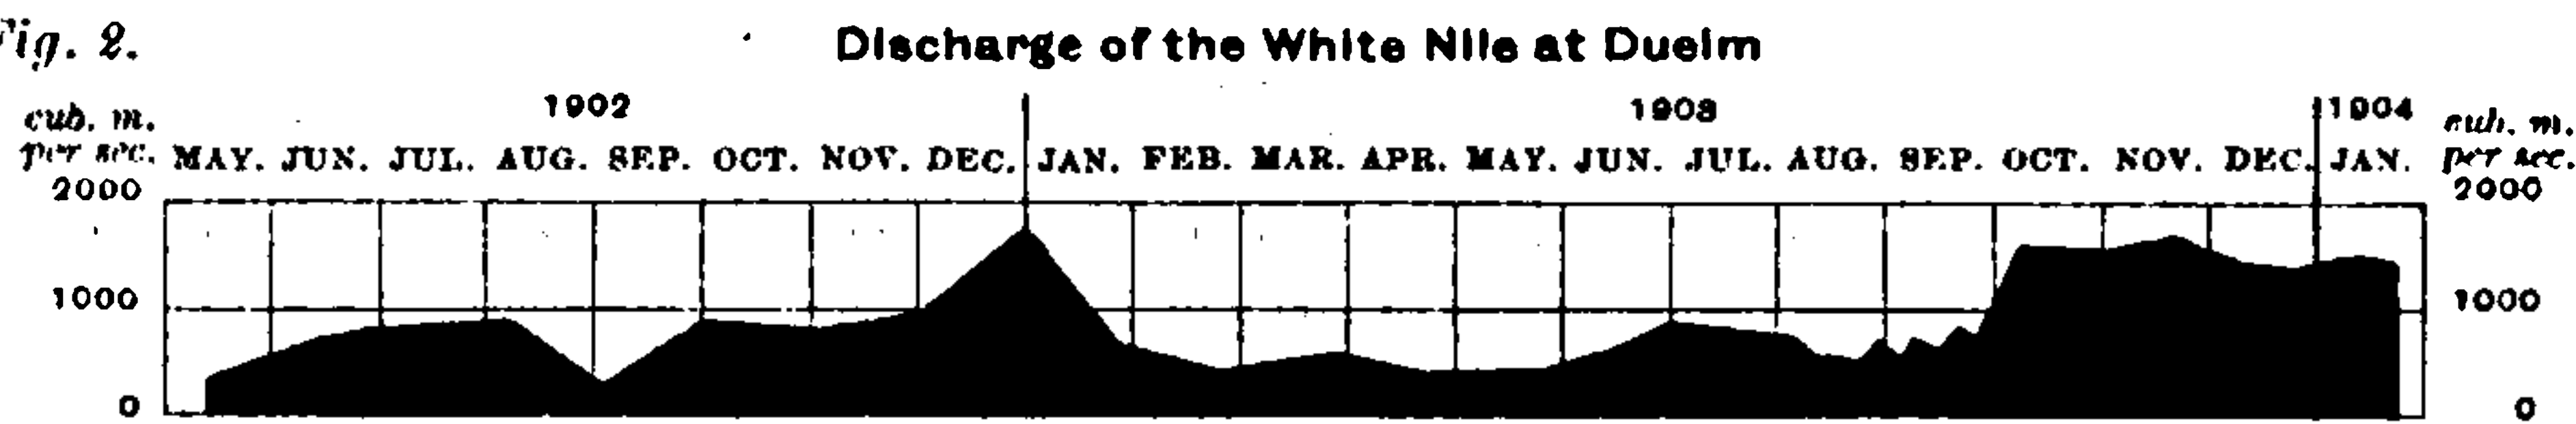 Fig. 2.
Discharge of the White Nile at Dueim
1902 1903 1904
cub. m. per sec. MAY. JUN. JUL. AUG. SEP. OCT. NOV. DEC. JAN. FEB. MAR. APR. MAY. JUN. JUL. AUG. SEP. OCT. NOV. DEC. JAN. cub. m. per sec.
2000 2000
1000 1000
0 0